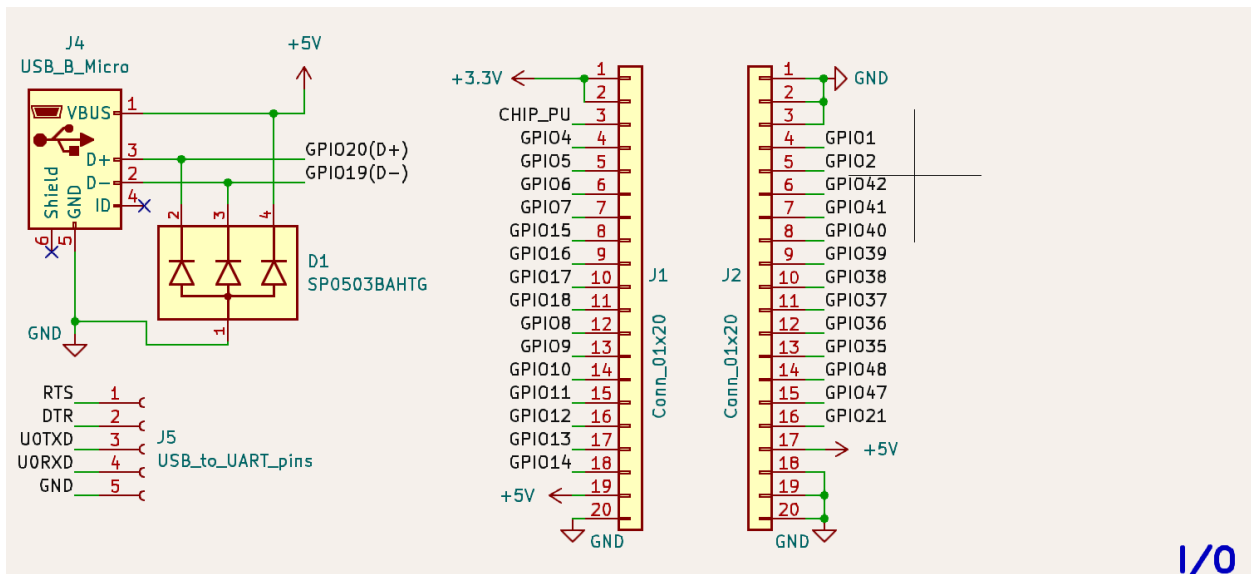 J4
USB_B_Micro
+5V
VBUS 1
D+ 3
D- 2
ID 4
Shield
GND
6
5
GPIO20(D+)
GPIO19(D-)
2
3
4
D1
SP0503BAHTG
1
GND
RTS 1
DTR 2
U0TXD 3
U0RXD 4
GND 5
J5
USB_to_UART_pins
+3.3V 1
2
CHIP_PU 3
GPIO4 4
GPIO5 5
GPIO6 6
GPIO7 7
GPIO15 8
GPIO16 9
GPIO17 10
GPIO18 11
GPIO8 12
GPIO9 13
GPIO10 14
GPIO11 15
GPIO12 16
GPIO13 17
GPIO14 18
+5V 19
20
GND
J1
Conn_01x20
J2
Conn_01x20
1 GND
2
3
4 GPIO1
5 GPIO2
6 GPIO42
7 GPIO41
8 GPIO40
9 GPIO39
10 GPIO38
11 GPIO37
12 GPIO36
13 GPIO35
14 GPIO48
15 GPIO47
16 GPIO21
17 +5V
18
19
20
GND
I/O